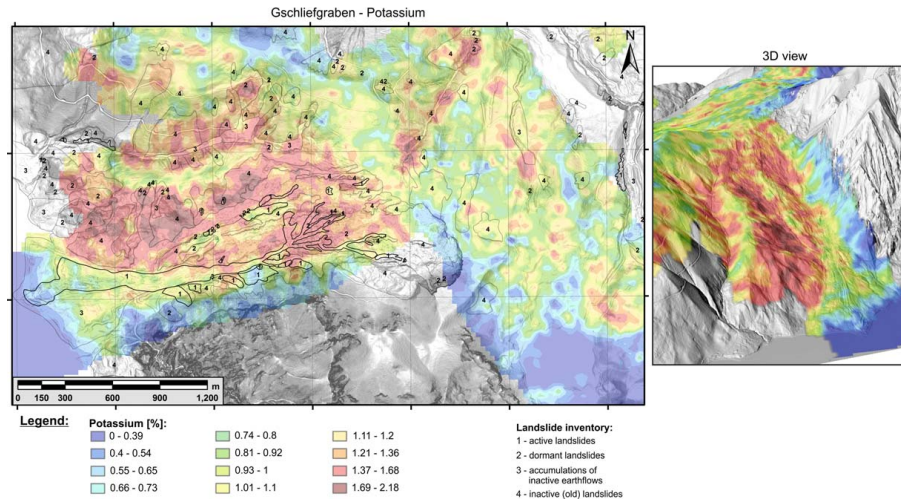 Gschliefgraben - Potassium
N
3D view
0 150 300 600 900 1,200 m
Legend:
Potassium [%]:
0 - 0.39
0.4 - 0.54
0.55 - 0.65
0.66 - 0.73
0.74 - 0.8
0.81 - 0.92
0.93 - 1
1.01 - 1.1
1.11 - 1.2
1.21 - 1.36
1.37 - 1.68
1.69 - 2.18
Landslide inventory:
1 - active landslides
2 - dormant landslides
3 - accumulations of
inactive earthflows
4 - inactive (old) landslides